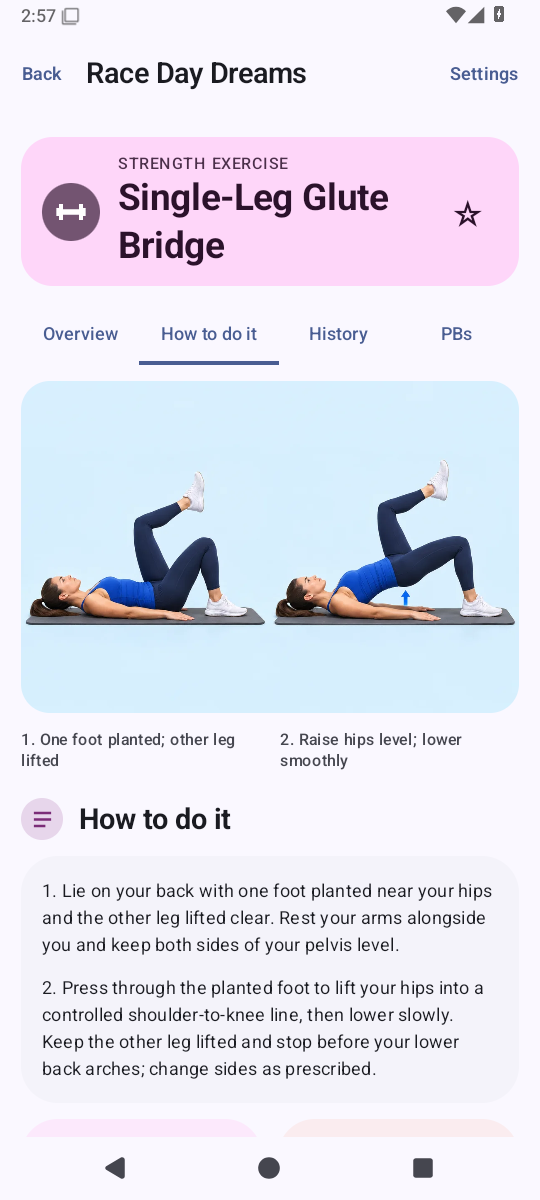 2:57
Back Race Day Dreams Settings
STRENGTH EXERCISE
Single-Leg Glute
Bridge
Overview How to do it History PBs
1. One foot planted; other leg
lifted
2. Raise hips level; lower
smoothly
How to do it
1. Lie on your back with one foot planted near your hips
and the other leg lifted clear. Rest your arms alongside
you and keep both sides of your pelvis level.
2. Press through the planted foot to lift your hips into a
controlled shoulder-to-knee line, then lower slowly.
Keep the other leg lifted and stop before your lower
back arches; change sides as prescribed.